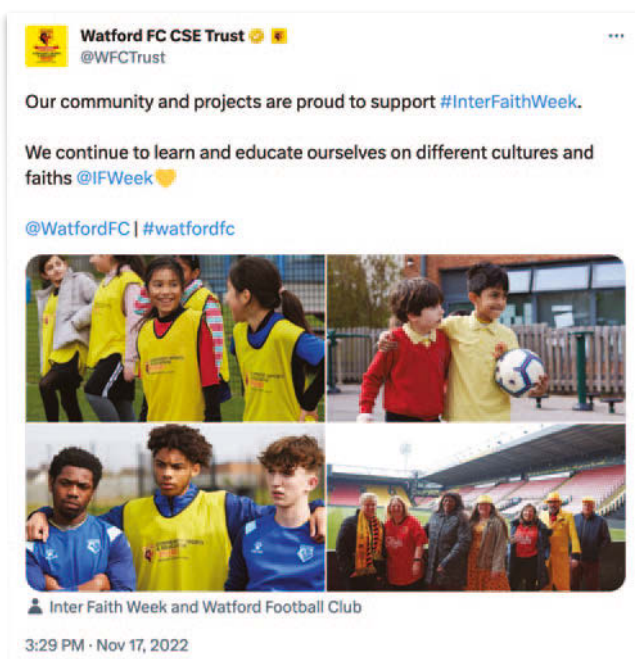 Watford FC CSE Trust
@WFCTrust
Our community and projects are proud to support #InterFaithWeek.
We continue to learn and educate ourselves on different cultures and
faiths @IFWeek💛
@WatfordFC | #watfordfc
Inter Faith Week and Watford Football Club
3:29 PM · Nov 17, 2022